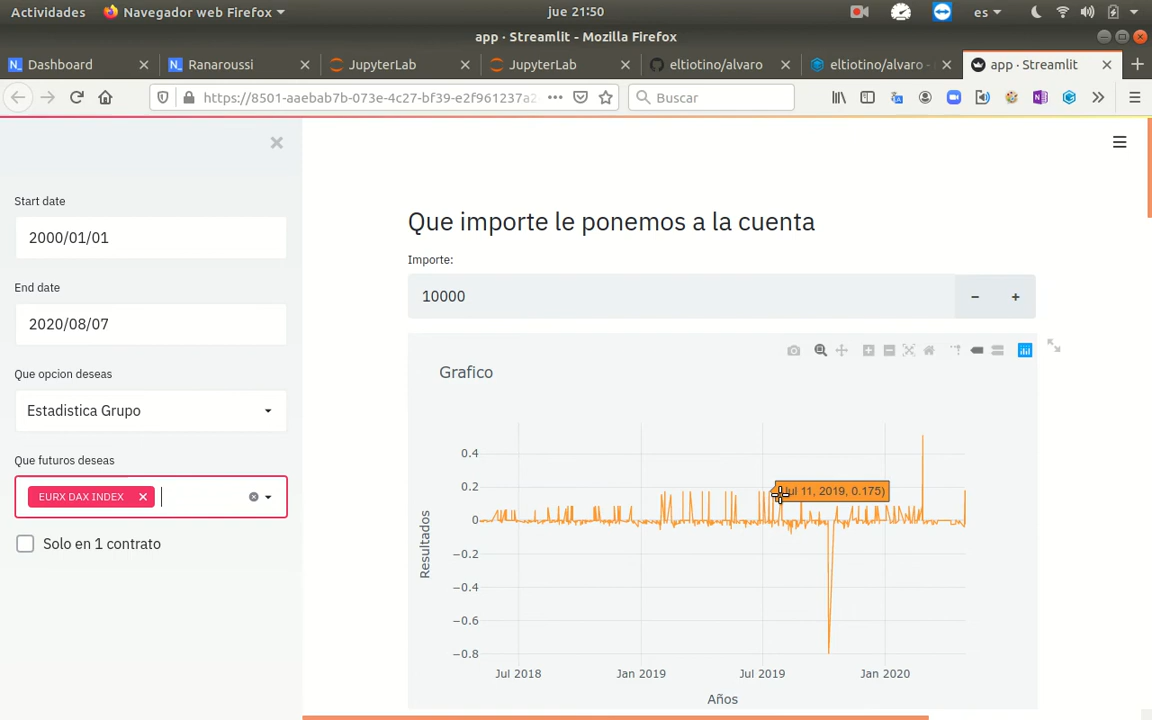 Actividades Navegador web Firefox jue 21:50 es
app · Streamlit - Mozilla Firefox
Dashboard Ranaroussi JupyterLab JupyterLab eltiotino/alvaro eltiotino/alvaro - app · Streamlit
https://8501-aaebab7b-073e-4c27-bf39-e2f961237a2 Buscar
Start date
2000/01/01
End date
2020/08/07
Que opcion deseas
Estadistica Grupo
Que futuros deseas
EURX DAX INDEX
Solo en 1 contrato
Que importe le ponemos a la cuenta
Importe:
10000
Grafico
0.4
0.2
0
−0.2
−0.4
−0.6
−0.8
Resultados
Jul 11, 2019, 0.175)
Jul 2018 Jan 2019 Jul 2019 Jan 2020
Años